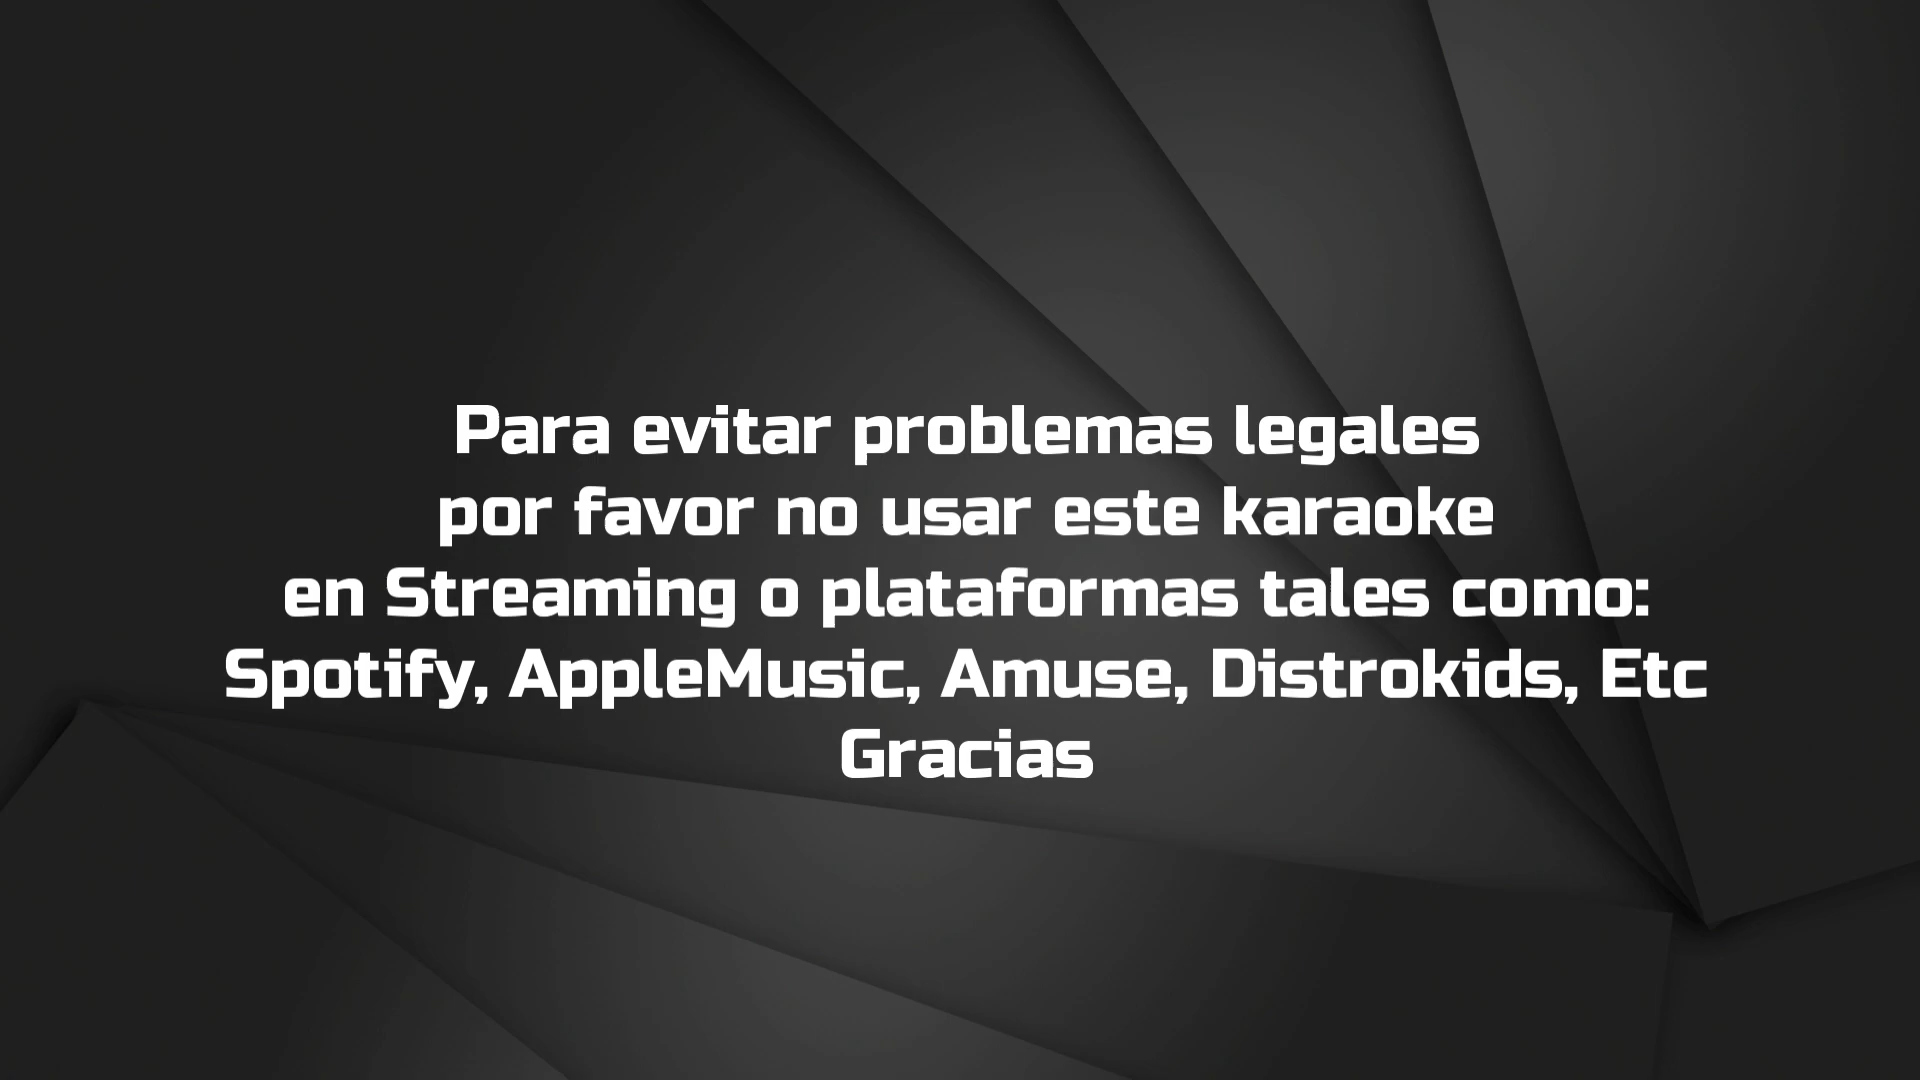 Para evitar problemas legales
por favor no usar este karaoke
en Streaming o plataformas tales como:
Spotify, AppleMusic, Amuse, Distrokids, Etc
Gracias